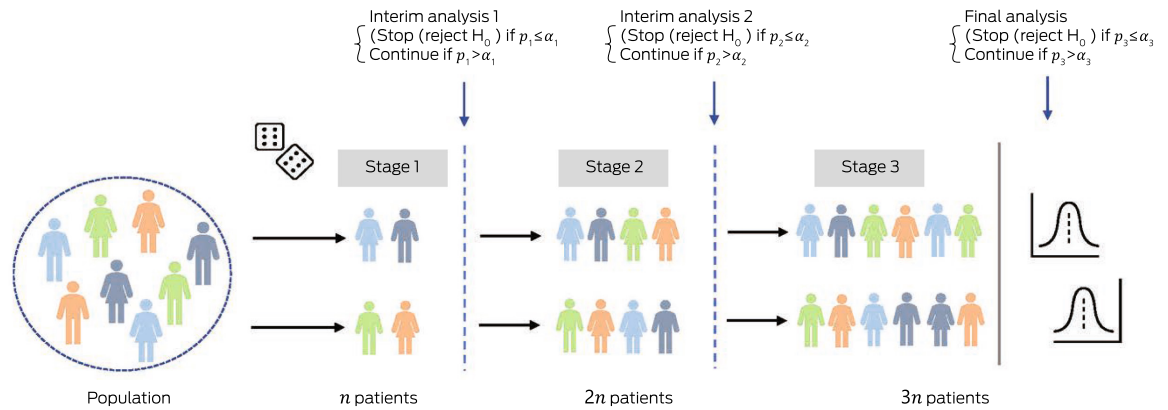 Interim analysis 1
(Stop (reject H₀ ) if p₁≤α₁
Continue if p₁>α₁
Interim analysis 2
(Stop (reject H₀ ) if p₂≤α₂
Continue if p₂>α₂
Final analysis
(Stop (reject H₀ ) if p₃≤α₃
Continue if p₃>α₃
Stage 1
Stage 2
Stage 3
Population
n patients
2n patients
3n patients